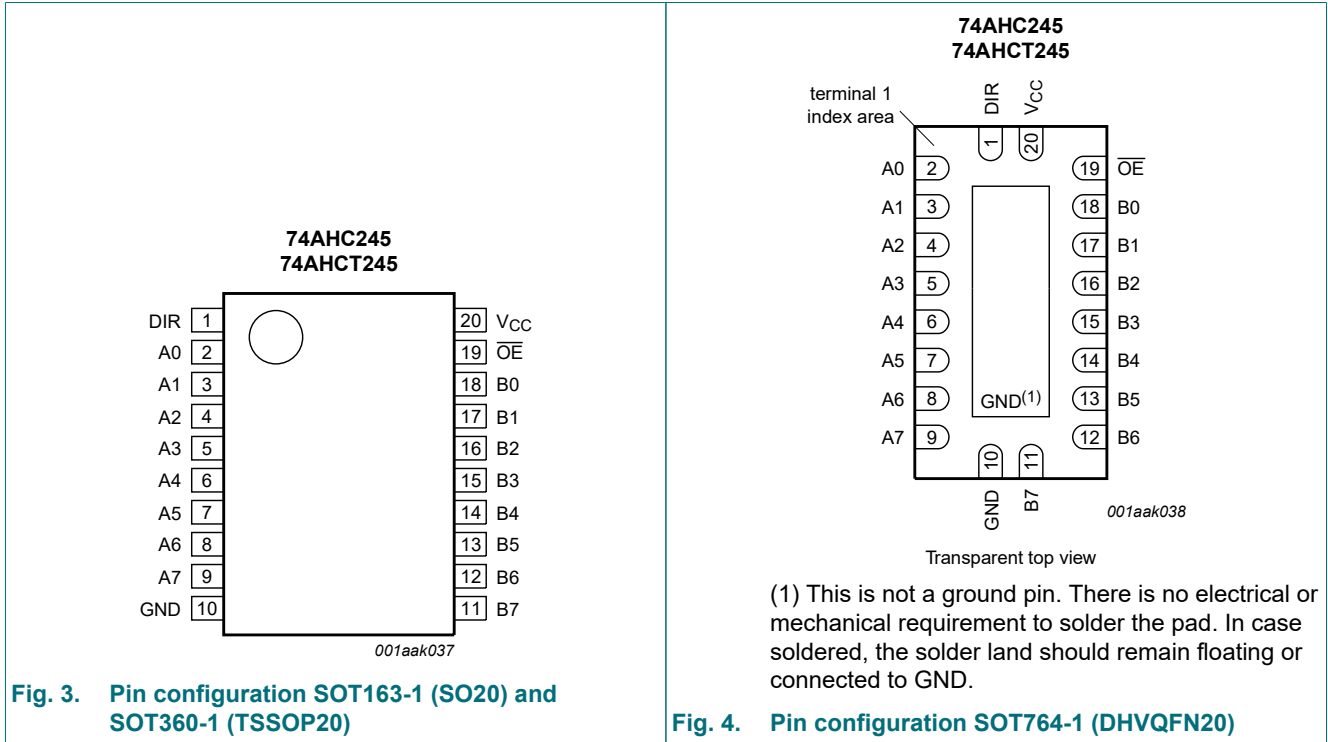 74AHC245
74AHCT245
DIR 1
20 VCC
A0 2
19 OE
A1 3
18 B0
A2 4
17 B1
A3 5
16 B2
A4 6
15 B3
A5 7
14 B4
A6 8
13 B5
A7 9
12 B6
GND 10
11 B7
001aak037
Fig. 3. Pin configuration SOT163-1 (SO20) and
SOT360-1 (TSSOP20)
74AHC245
74AHCT245
terminal 1
index area
DIR
VCC
1
20
A0 2
19 OE
A1 3
18 B0
A2 4
17 B1
A3 5
16 B2
A4 6
15 B3
A5 7
14 B4
A6 8
GND(1)
13 B5
A7 9
12 B6
10
11
GND
B7
001aak038
Transparent top view
(1) This is not a ground pin. There is no electrical or
mechanical requirement to solder the pad. In case
soldered, the solder land should remain floating or
connected to GND.
Fig. 4. Pin configuration SOT764-1 (DHVQFN20)